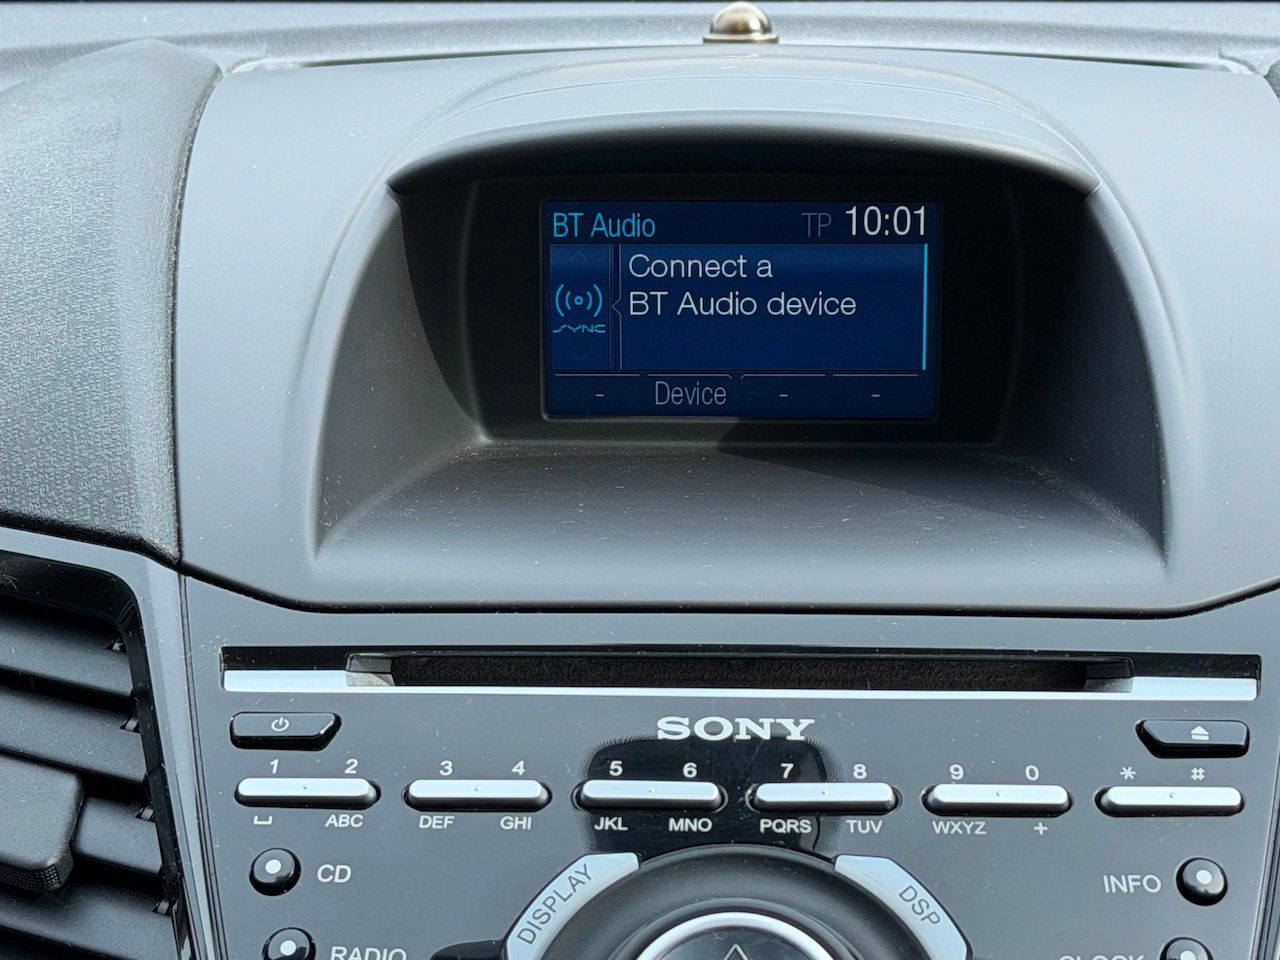 BT Audio TP 10:01
Connect a
BT Audio device
SYNC
- Device - -
SONY
1 2 3 4 5 6 7 8 9 0 * #
ABC DEF GHI JKL MNO PQRS TUV WXYZ +
CD DISPLAY DSP INFO
RADIO CLOCK